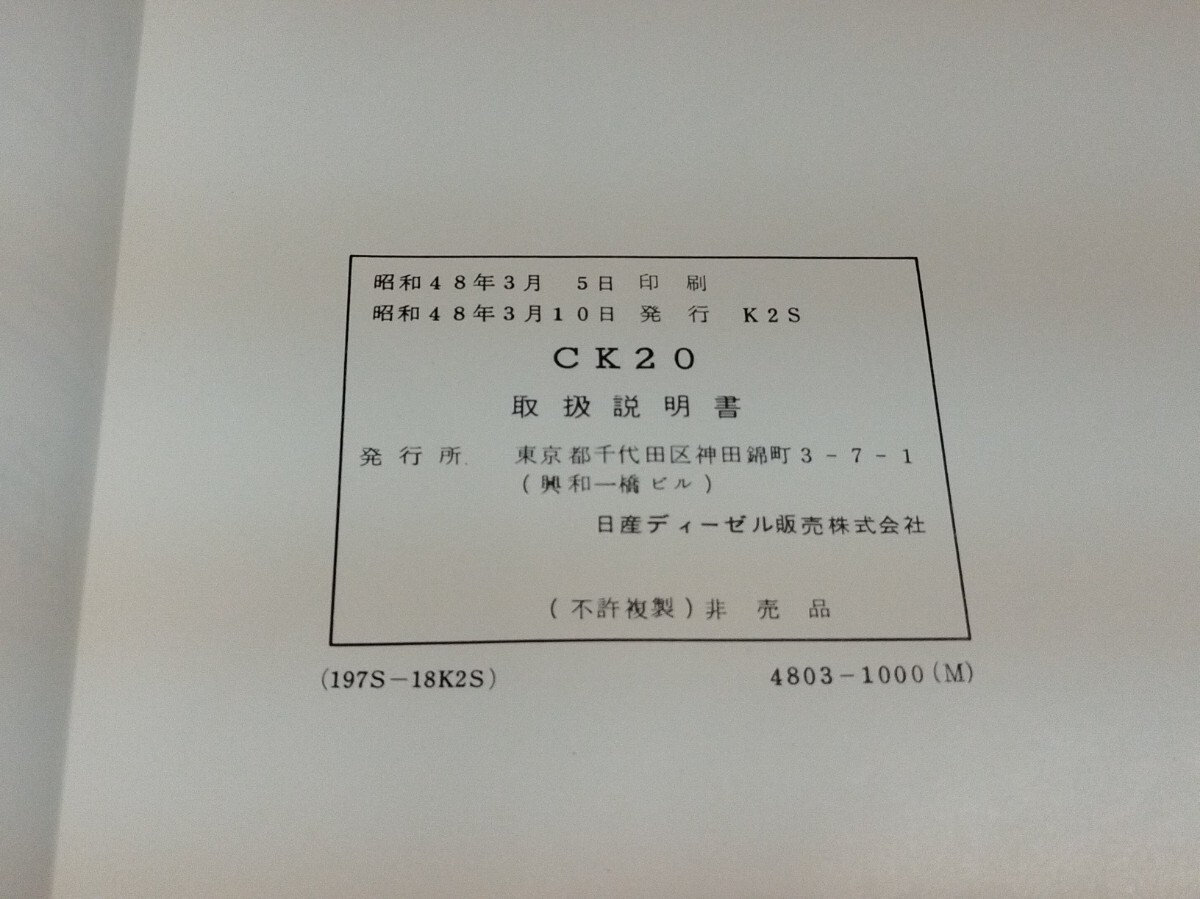 昭和48年3月 5日 印 刷
昭和48年3月10日 発 行 K2S
CK20
取扱説明書
発行所. 東京都千代田区神田錦町3-7-1
(興和一橋ビル)
日産ディーゼル販売株式会社
(不許複製)非 売 品
(197S-18K2S)
4803-1000(M)